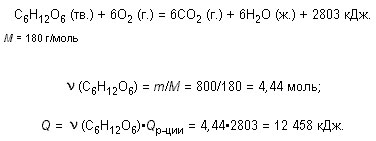 C₆H₁₂O₆ (тв.) + 6O₂ (г.) = 6CO₂ (г.) + 6H₂O (ж.) + 2803 кДж.
M = 180 г/моль
ν (C₆H₁₂O₆) = m/M = 800/180 = 4,44 моль;
Q = ν (C₆H₁₂O₆)•Qр-ции = 4,44•2803 = 12 458 кДж.